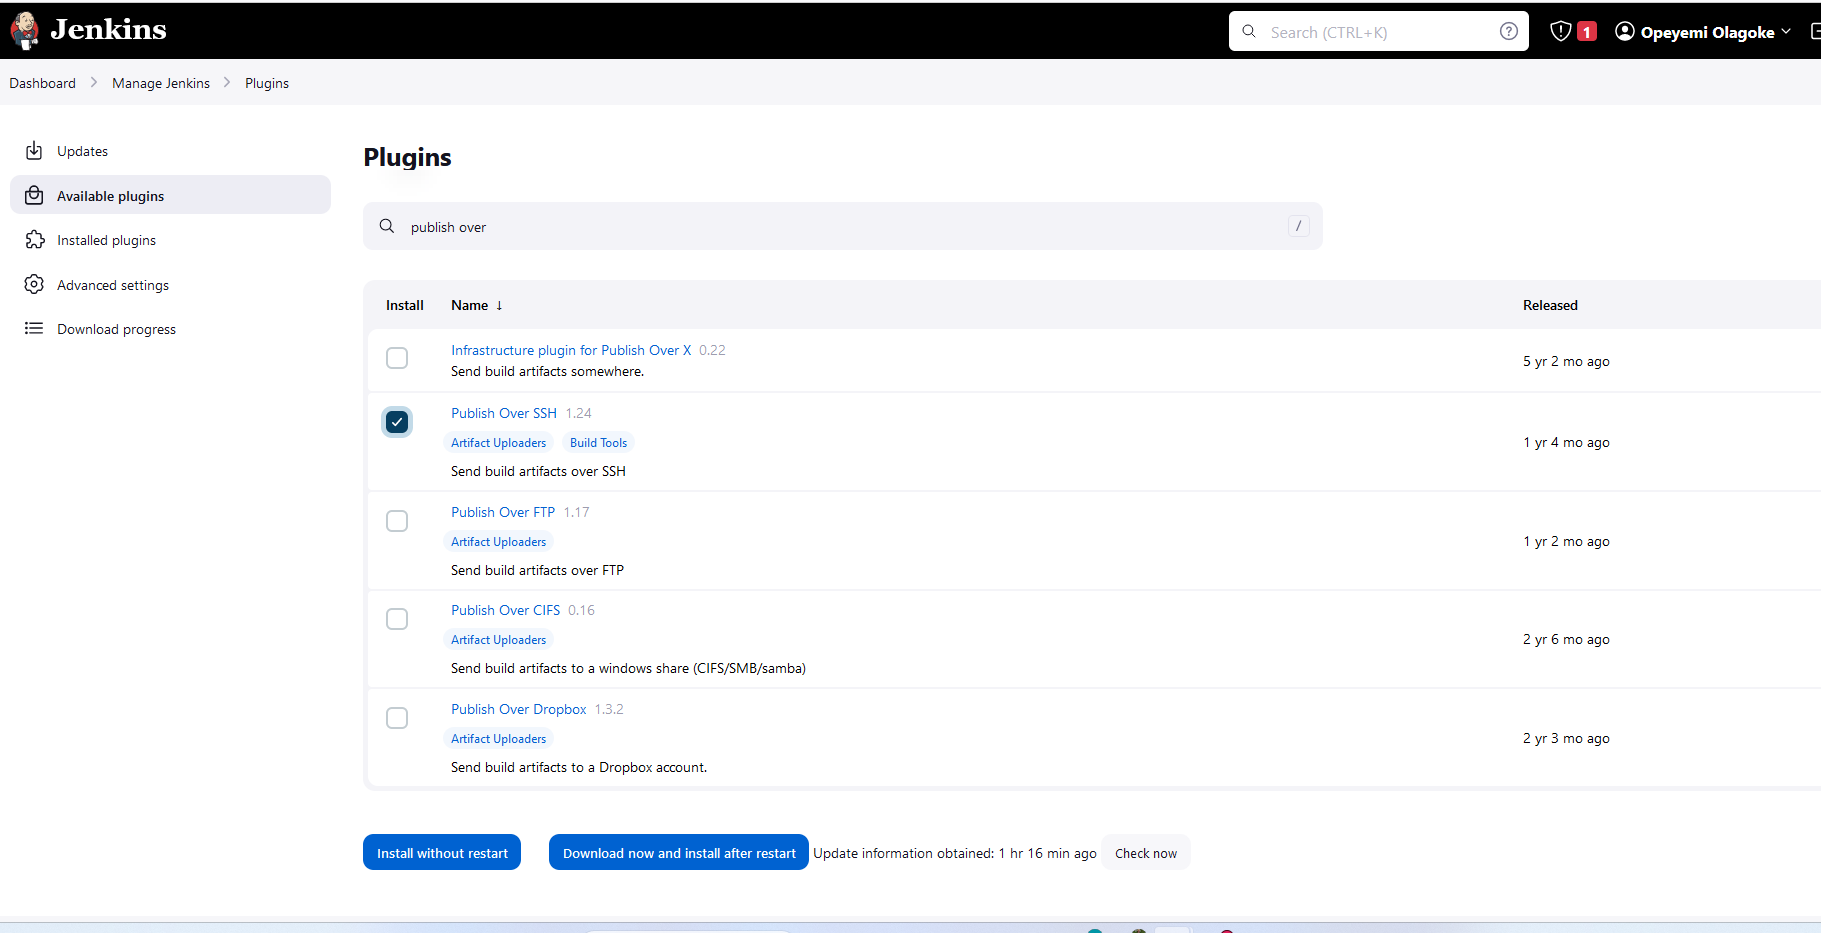 Jenkins
Search (CTRL+K)
?
1
Opeyemi Olagoke
Dashboard
Manage Jenkins
Plugins
Updates
Available plugins
Installed plugins
Advanced settings
Download progress
Plugins
publish over
/
Install Name ↓ Released
Infrastructure plugin for Publish Over X 0.22
Send build artifacts somewhere.
5 yr 2 mo ago
Publish Over SSH 1.24
Artifact Uploaders Build Tools
Send build artifacts over SSH
1 yr 4 mo ago
Publish Over FTP 1.17
Artifact Uploaders
Send build artifacts over FTP
1 yr 2 mo ago
Publish Over CIFS 0.16
Artifact Uploaders
Send build artifacts to a windows share (CIFS/SMB/samba)
2 yr 6 mo ago
Publish Over Dropbox 1.3.2
Artifact Uploaders
Send build artifacts to a Dropbox account.
2 yr 3 mo ago
Install without restart
Download now and install after restart
Update information obtained: 1 hr 16 min ago
Check now